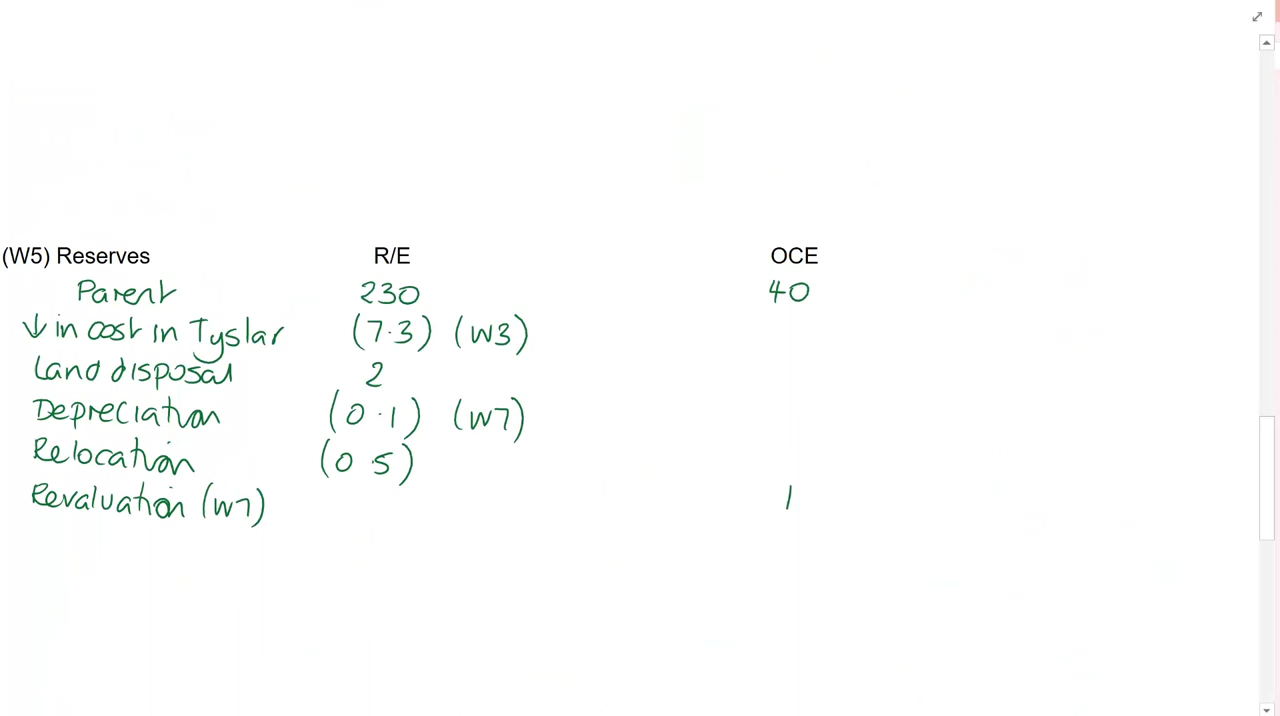 (W5) Reserves R/E OCE
Parent 230 40
↓ in cost in Tyslar (7.3) (W3)
Land disposal 2
Depreciation (0.1) (W7)
Relocation (0.5)
Revaluation (W7) 1